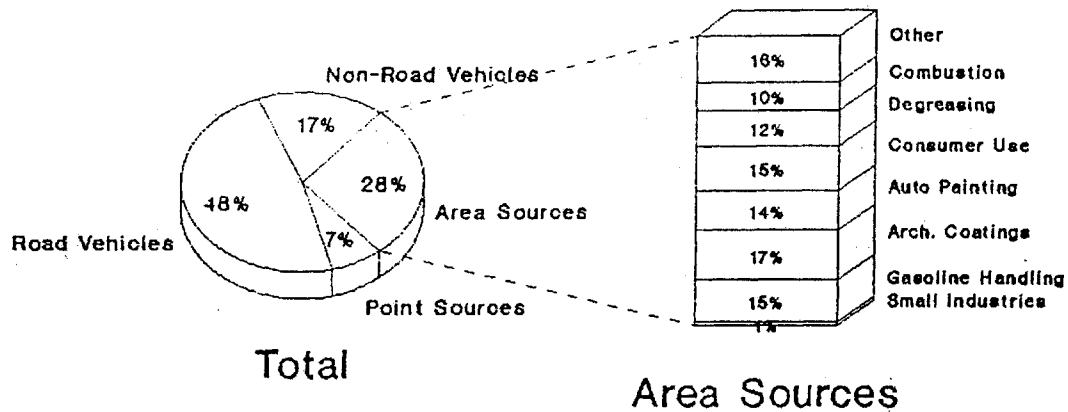 Non-Road Vehicles
17%
28%
48%
7%
Area Sources
Road Vehicles
Point Sources
Total
Other
16%
Combustion
10%
Degreasing
12%
Consumer Use
15%
Auto Painting
14%
Arch. Coatings
17%
Gasoline Handling
15%
Small Industries
1%
Area Sources